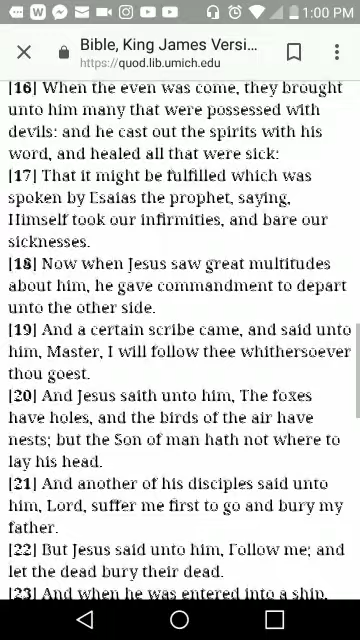 1:00 PM
Bible, King James Versi...
https://quod.lib.umich.edu
[16] When the even was come, they brought
unto him many that were possessed with
devils: and he cast out the spirits with his
word, and healed all that were sick:
[17] That it might be fulfilled which was
spoken by Esaias the prophet, saying,
Himself took our infirmities, and bare our
sicknesses.
[18] Now when Jesus saw great multitudes
about him, he gave commandment to depart
unto the other side.
[19] And a certain scribe came, and said unto
him, Master, I will follow thee whithersoever
thou goest.
[20] And Jesus saith unto him, The foxes
have holes, and the birds of the air have
nests; but the Son of man hath not where to
lay his head.
[21] And another of his disciples said unto
him, Lord, suffer me first to go and bury my
father.
[22] But Jesus said unto him, Follow me; and
let the dead bury their dead.
[23] And when he was entered into a ship,